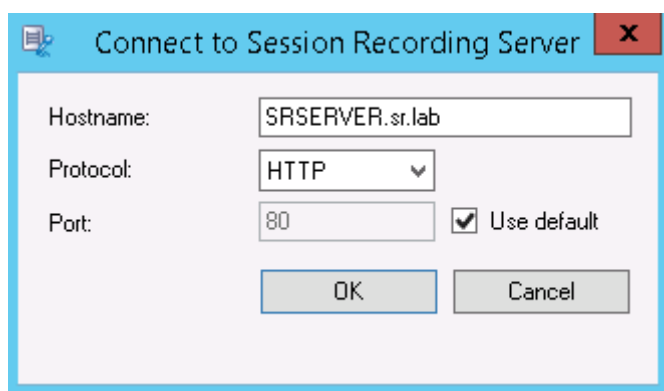 Connect to Session Recording Server
Hostname: SRSERVER.sr.lab
Protocol: HTTP
Port: 80 Use default
OK Cancel